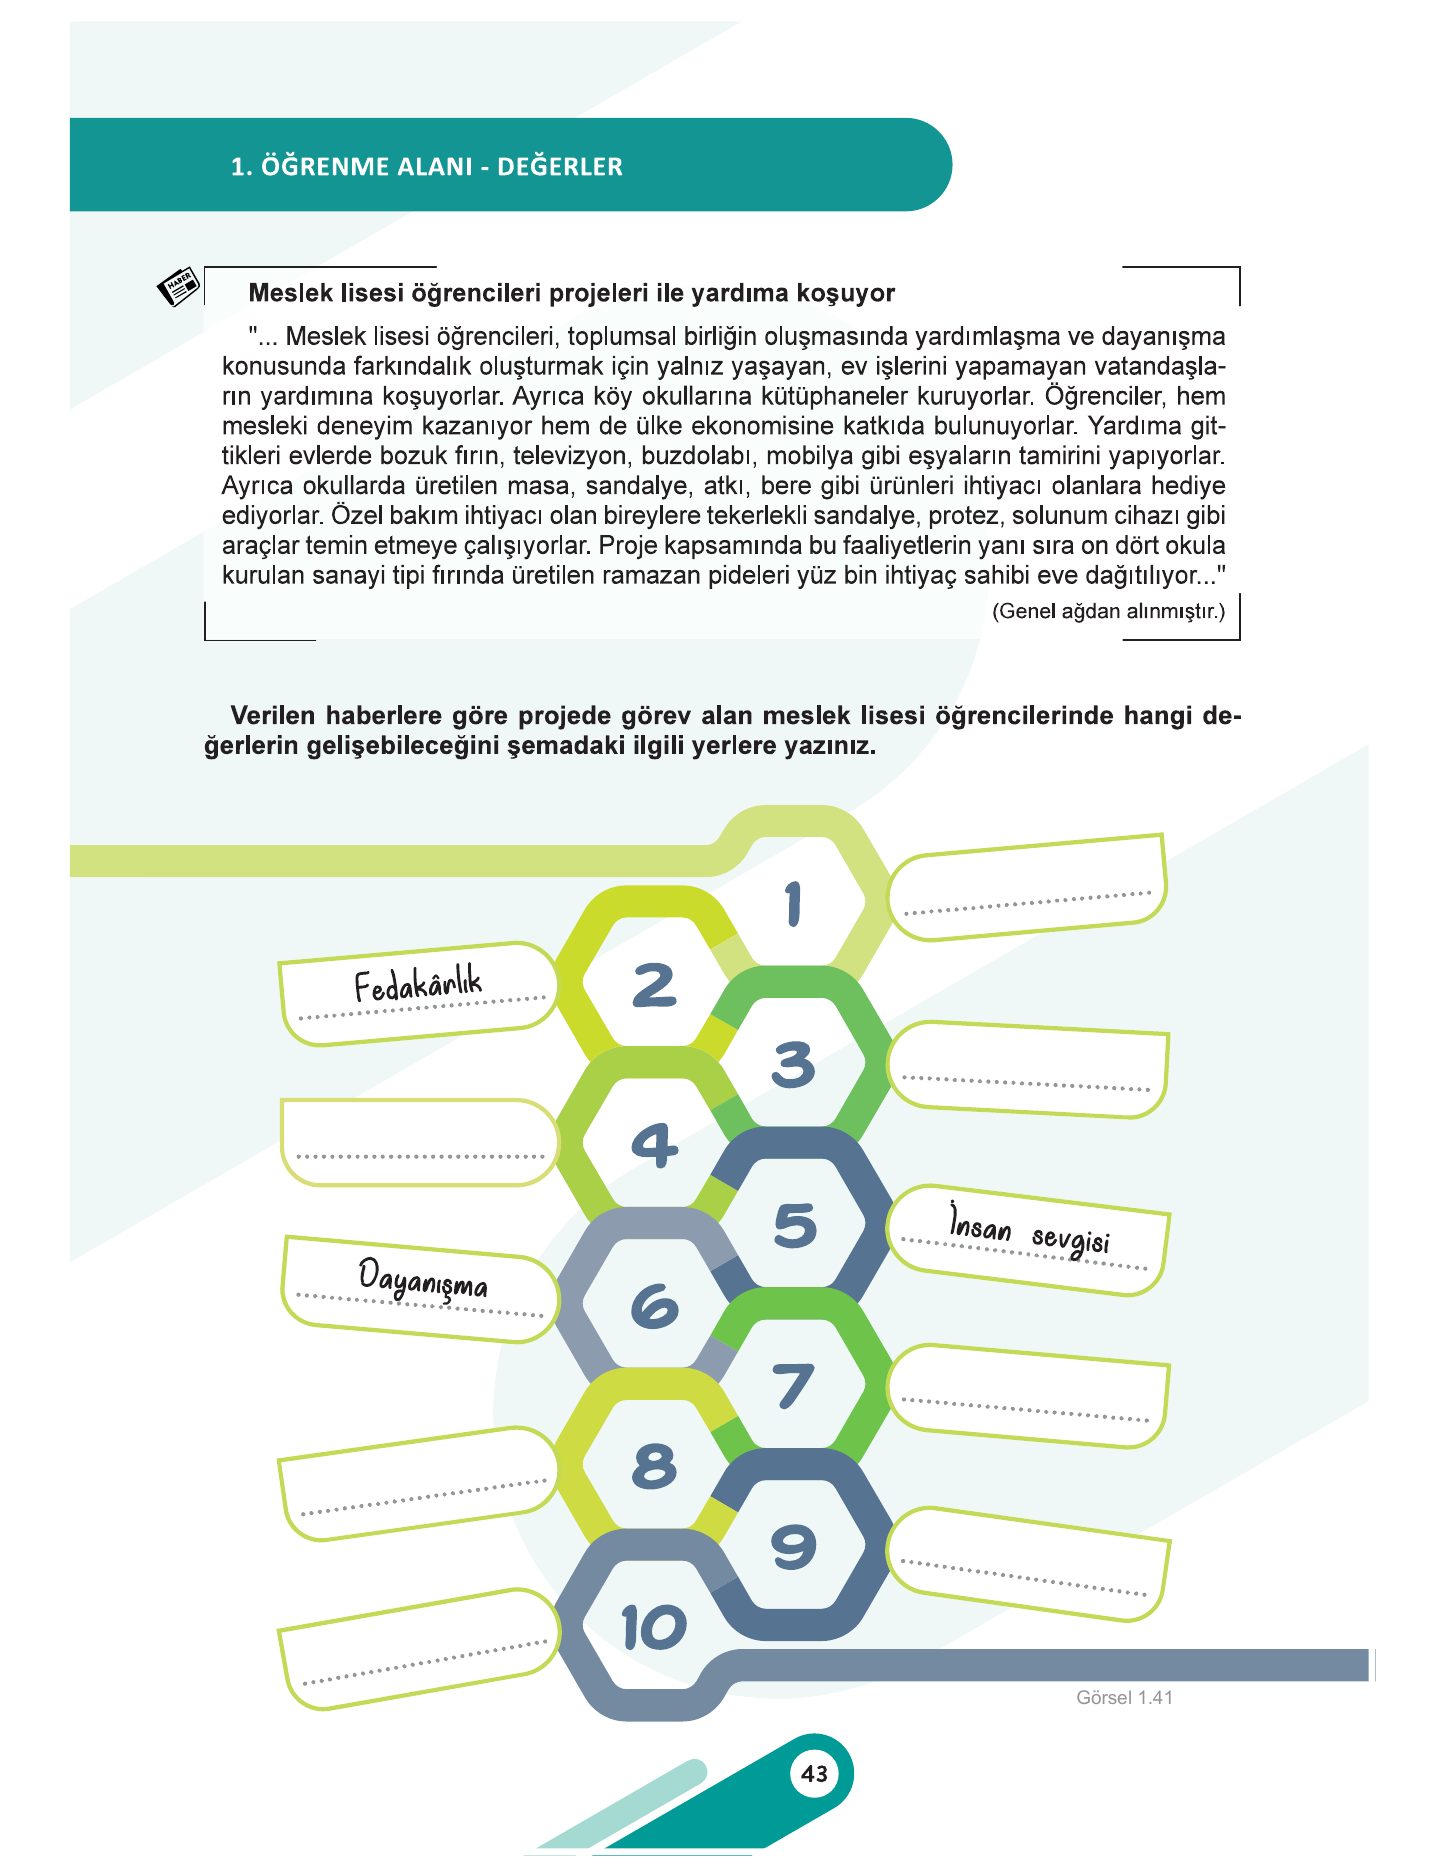 1. ÖĞRENME ALANI - DEĞERLER
HABER
Meslek lisesi öğrencileri projeleri ile yardıma koşuyor
"... Meslek lisesi öğrencileri, toplumsal birliğin oluşmasında yardımlaşma ve dayanışma
konusunda farkındalık oluşturmak için yalnız yaşayan, ev işlerini yapamayan vatandaşla-
rın yardımına koşuyorlar. Ayrıca köy okullarına kütüphaneler kuruyorlar. Öğrenciler, hem
mesleki deneyim kazanıyor hem de ülke ekonomisine katkıda bulunuyorlar. Yardıma git-
tikleri evlerde bozuk fırın, televizyon, buzdolabı, mobilya gibi eşyaların tamirini yapıyorlar.
Ayrıca okullarda üretilen masa, sandalye, atkı, bere gibi ürünleri ihtiyacı olanlara hediye
ediyorlar. Özel bakım ihtiyacı olan bireylere tekerlekli sandalye, protez, solunum cihazı gibi
araçlar temin etmeye çalışıyorlar. Proje kapsamında bu faaliyetlerin yanı sıra on dört okula
kurulan sanayi tipi fırında üretilen ramazan pideleri yüz bin ihtiyaç sahibi eve dağıtılıyor..."
(Genel ağdan alınmıştır.)
Verilen haberlere göre projede görev alan meslek lisesi öğrencilerinde hangi de-
ğerlerin gelişebileceğini şemadaki ilgili yerlere yazınız.
1
Fedakârlık
2
3
4
5
İnsan sevgisi
Dayanışma
6
7
8
9
10
Görsel 1.41
43